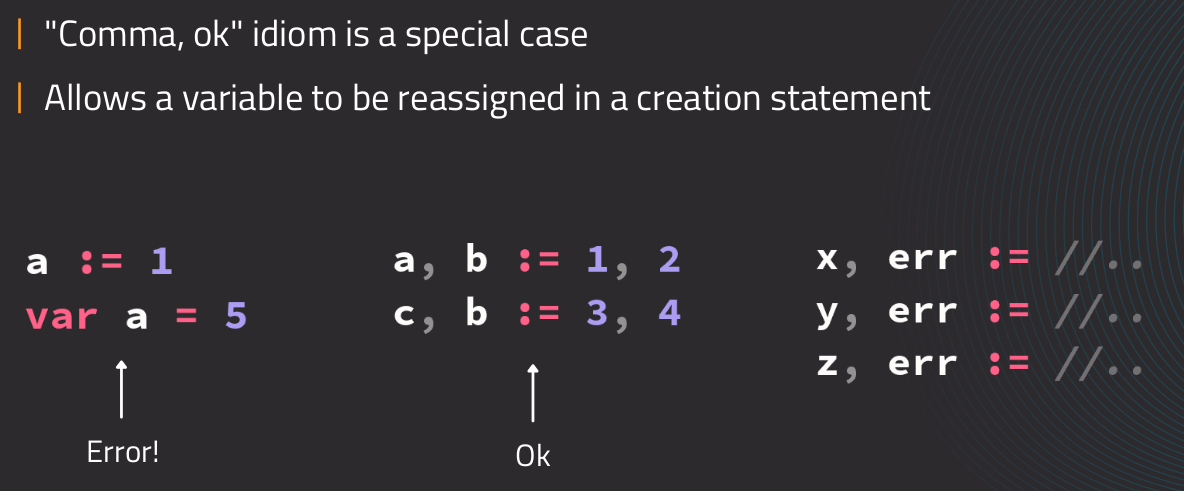 "Comma, ok" idiom is a special case
Allows a variable to be reassigned in a creation statement
a := 1
var a = 5
Error!
a, b := 1, 2
c, b := 3, 4
Ok
x, err := //..
y, err := //..
z, err := //..